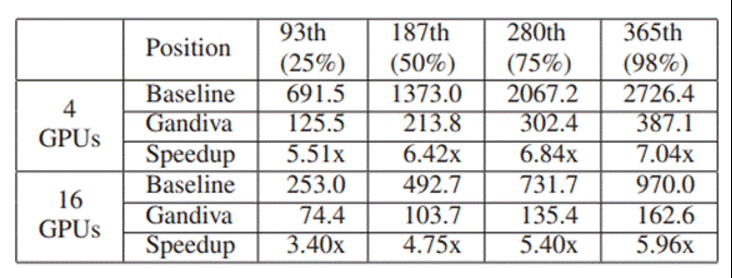 Position 93th (25%) 187th (50%) 280th (75%) 365th (98%)
4 GPUs
Baseline 691.5 1373.0 2067.2 2726.4
Gandiva 125.5 213.8 302.4 387.1
Speedup 5.51x 6.42x 6.84x 7.04x
16 GPUs
Baseline 253.0 492.7 731.7 970.0
Gandiva 74.4 103.7 135.4 162.6
Speedup 3.40x 4.75x 5.40x 5.96x